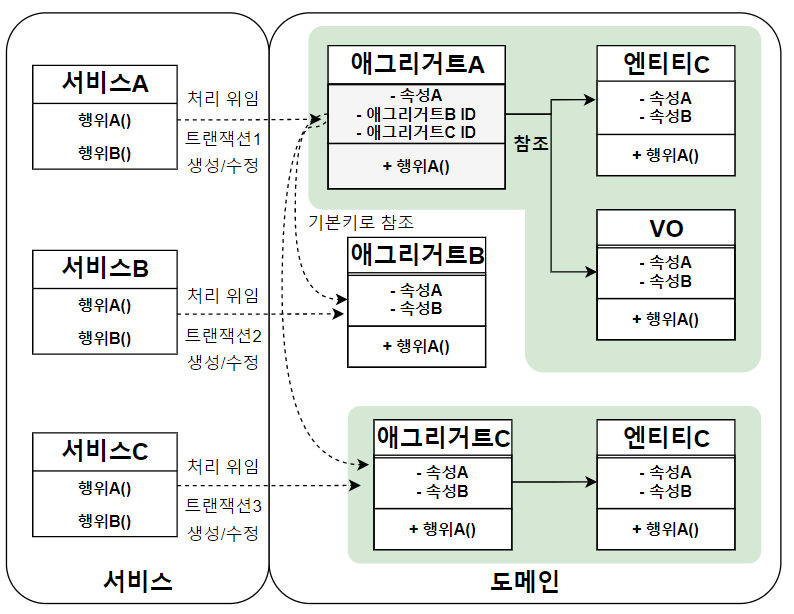 서비스A
행위A()
행위B()
처리 위임
트랜잭션1
생성/수정
애그리거트A
- 속성A
- 애그리거트B ID
- 애그리거트C ID
+ 행위A()
참조
엔티티C
- 속성A
- 속성B
+ 행위A()
VO
- 속성A
- 속성B
+ 행위A()
기본키로 참조
서비스B
행위A()
행위B()
처리 위임
트랜잭션2
생성/수정
애그리거트B
- 속성A
- 속성B
+ 행위A()
서비스C
행위A()
행위B()
처리 위임
트랜잭션3
생성/수정
애그리거트C
- 속성A
- 속성B
+ 행위A()
엔티티C
- 속성A
- 속성B
+ 행위A()
서비스
도메인